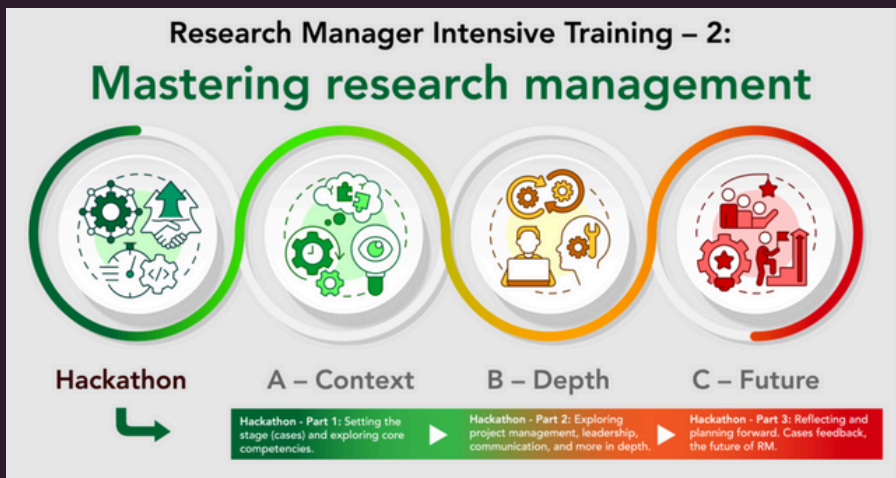 Research Manager Intensive Training – 2:
Mastering research management
Hackathon
A – Context
B – Depth
C – Future
Hackathon - Part 1: Setting the
stage (cases) and exploring core
competencies.
Hackathon - Part 2: Exploring
project management, leadership,
communication, and more in depth.
Hackathon - Part 3: Reflecting and
planning forward. Cases feedback,
the future of RM.